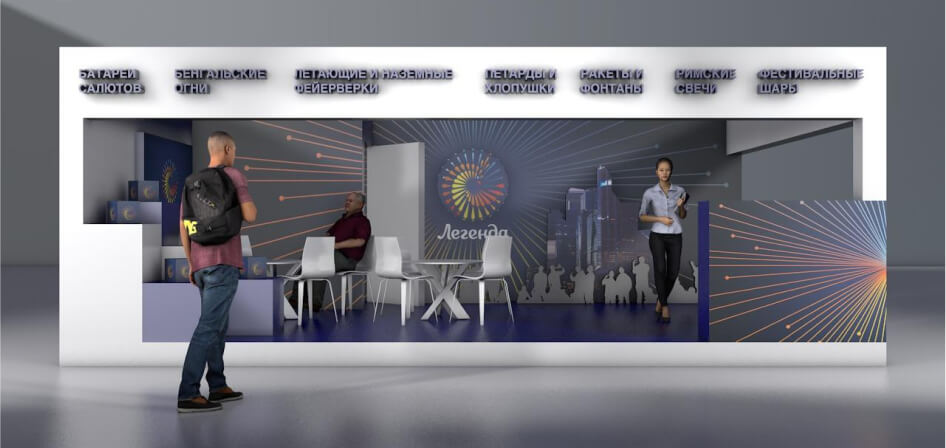 БАТАРЕИ
САЛЮТОВ
БЕНГАЛЬСКИЕ
ОГНИ
ЛЕТАЮЩИЕ И НАЗЕМНЫЕ
ФЕЙЕРВЕРКИ
ПЕТАРДЫ И
ХЛОПУШКИ
РАКЕТЫ И
ФОНТАНЫ
РИМСКИЕ
СВЕЧИ
ФЕСТИВАЛЬНЫЕ
ШАРЫ
Легенда